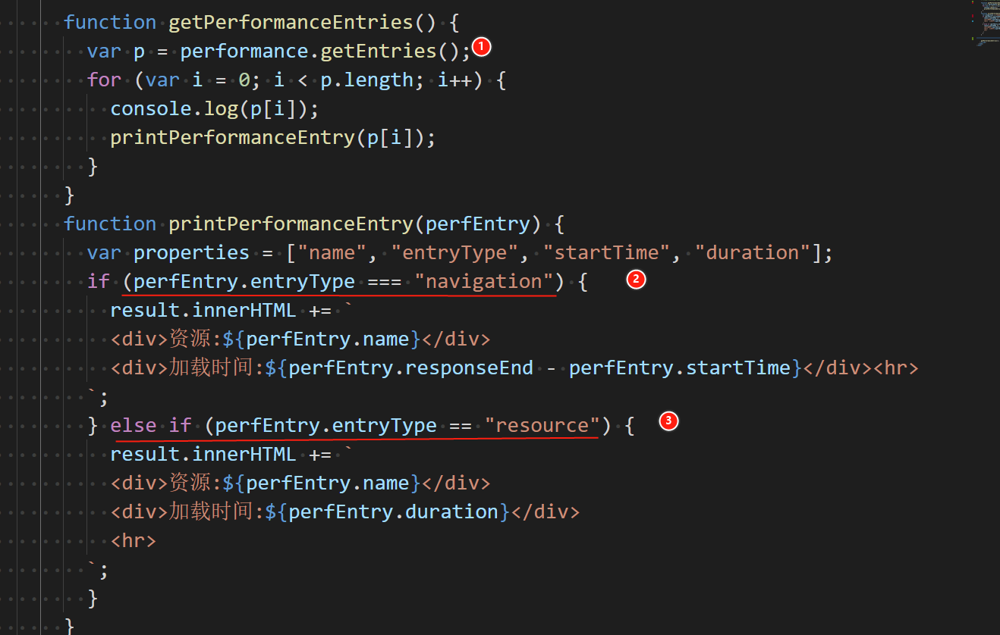 function getPerformanceEntries() {
var p = performance.getEntries(); 1
for (var i = 0; i < p.length; i++) {
console.log(p[i]);
printPerformanceEntry(p[i]);
}
}
function printPerformanceEntry(perfEntry) {
var properties = ["name", "entryType", "startTime", "duration"];
if (perfEntry.entryType === "navigation") { 2
result.innerHTML += `
<div>资源:${perfEntry.name}</div>
<div>加载时间:${perfEntry.responseEnd - perfEntry.startTime}</div><hr>
`;
} else if (perfEntry.entryType == "resource") { 3
result.innerHTML += `
<div>资源:${perfEntry.name}</div>
<div>加载时间:${perfEntry.duration}</div>
<hr>
`;
}
}